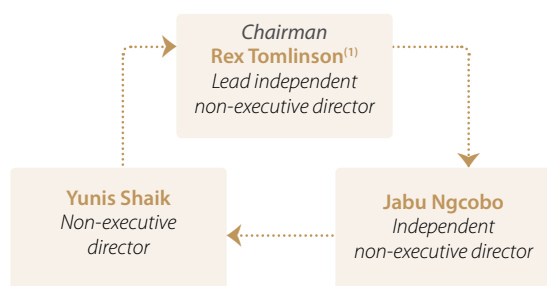 Chairman
Rex Tomlinson(1)
Lead independent
non-executive director
Yunis Shaik
Non-executive
director
Jabu Ngcobo
Independent
non-executive director